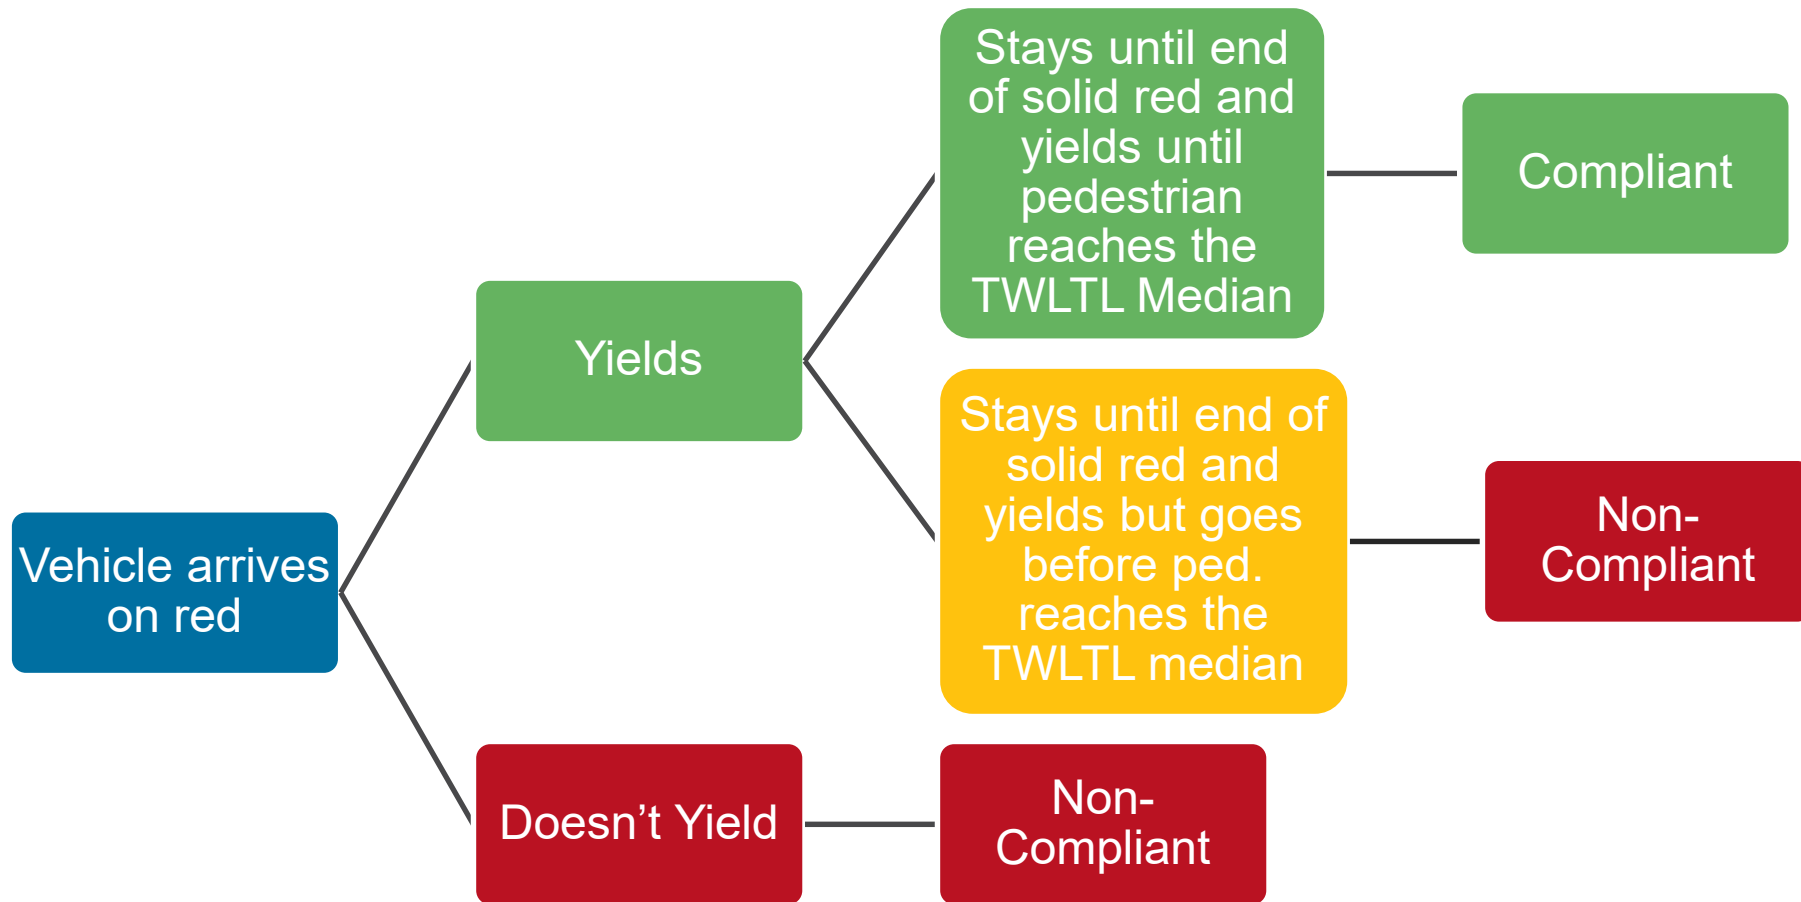 Vehicle arrives
on red
Yields
Stays until end
of solid red and
yields until
pedestrian
reaches the
TWLTL Median
Compliant
Stays until end of
solid red and
yields but goes
before ped.
reaches the
TWLTL median
Non-
Compliant
Doesn’t Yield
Non-
Compliant